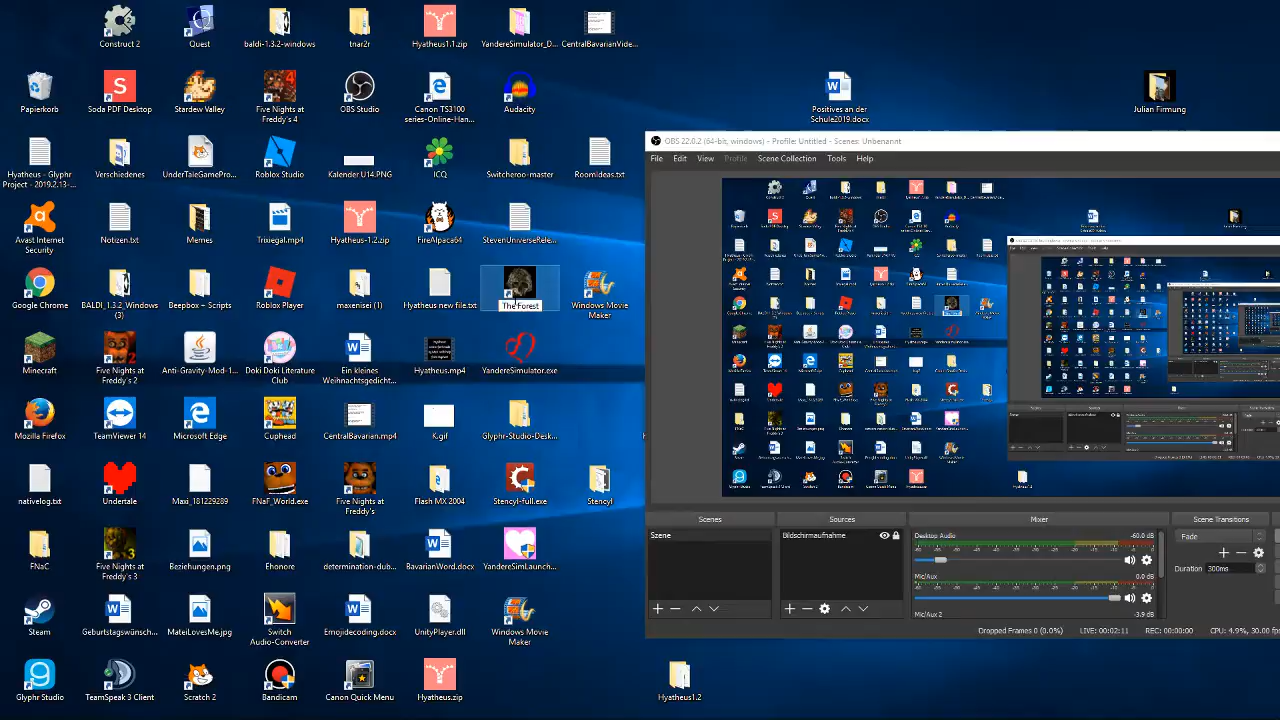 Construct 2
Quest
baldi-1.3.2-windows
tnar2r
Hyatheus1.1.zip
YandereSimulator_D...
CentralBavarianVide...
Papierkorb
Soda PDF Desktop
Stardew Valley
Five Nights at
Freddy's 4
OBS Studio
Canon TS3100
series-Online-Han...
Audacity
Positives an der
Schule2019.docx
Julian Firmung
Hyatheus - Glyphr
Project - 2019.2.13-...
Verschiedenes
UnderTaleGamePro...
Roblox Studio
Kalender U14.PNG
ICQ
Switcheroo-master
RoomIdeas.txt
Avast Internet
Security
Notizen.txt
Memes
Trixiegal.mp4
Hyatheus-1.2.zip
FireAlpaca64
StevenUniverseRele...
Google Chrome
BALDI_1.3.2_Windows
(3)
Beepbox + Scripts
Roblox Player
maxenisei (1)
Hyatheus new file.txt
The Forest
Windows Movie
Maker
Minecraft
Five Nights at
Freddy's 2
Anti-Gravity-Mod-1...
Doki Doki Literature
Club
Ein kleines
Weihnachtsgedicht...
Hyatheus.mp4
YandereSimulator.exe
Mozilla Firefox
TeamViewer 14
Microsoft Edge
Cuphead
CentralBavarian.mp4
K.gif
Glyphr-Studio-Desk...
nativelog.txt
Undertale
Maxi_181229289
FNaF_World.exe
Five Nights at
Freddy's
Flash MX 2004
Stencyl-full.exe
Stencyl
FNaC
Five Nights at
Freddy's 3
Beziehungen.png
Ehonore
determination-dub...
BavarianWord.docx
YandereSimLaunch...
Steam
Geburtstagswünsch...
MateiLovesMe.jpg
Switch
Audio-Converter
Emojidecoding.docx
UnityPlayer.dll
Windows Movie
Maker
Glyphr Studio
TeamSpeak 3 Client
Scratch 2
Bandicam
Canon Quick Menu
Hyatheus.zip
Hyatheus1.2
OBS 22.0.2 (64-bit, windows) - Profile: Untitled - Scenes: Unbenannt
File Edit View Profile Scene Collection Tools Help
Scenes Sources Mixer Scene Transitions
Szene
Bildschirmaufnahme
Desktop Audio -60.0 dB
Mic/Aux 0.0 dB
Mic/Aux 2 -3.9 dB
Fade
Duration 300ms
Dropped Frames 0 (0.0%) LIVE: 00:02:11 REC: 00:00:00 CPU: 4.9%, 30.00 fps